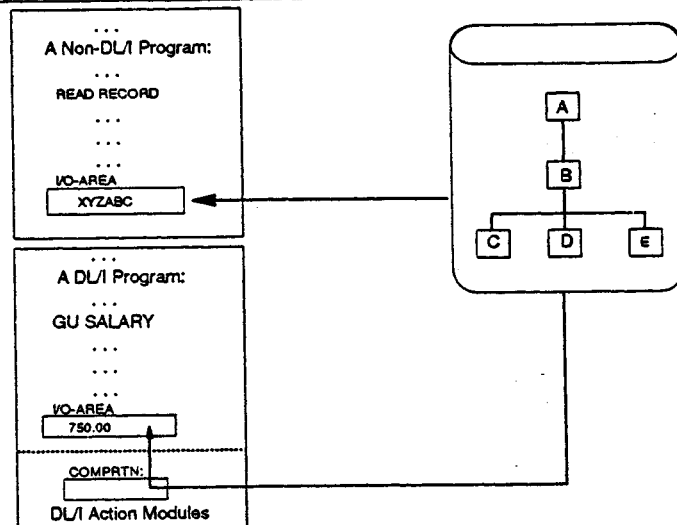 ...
A Non-DL/I Program:
...
READ RECORD
...
...
...
I/O-AREA
XYZABC
...
A DL/I Program:
GU SALARY
...
...
...
I/O-AREA
750.00
COMPRTN:
DL/I Action Modules
A
B
C D E